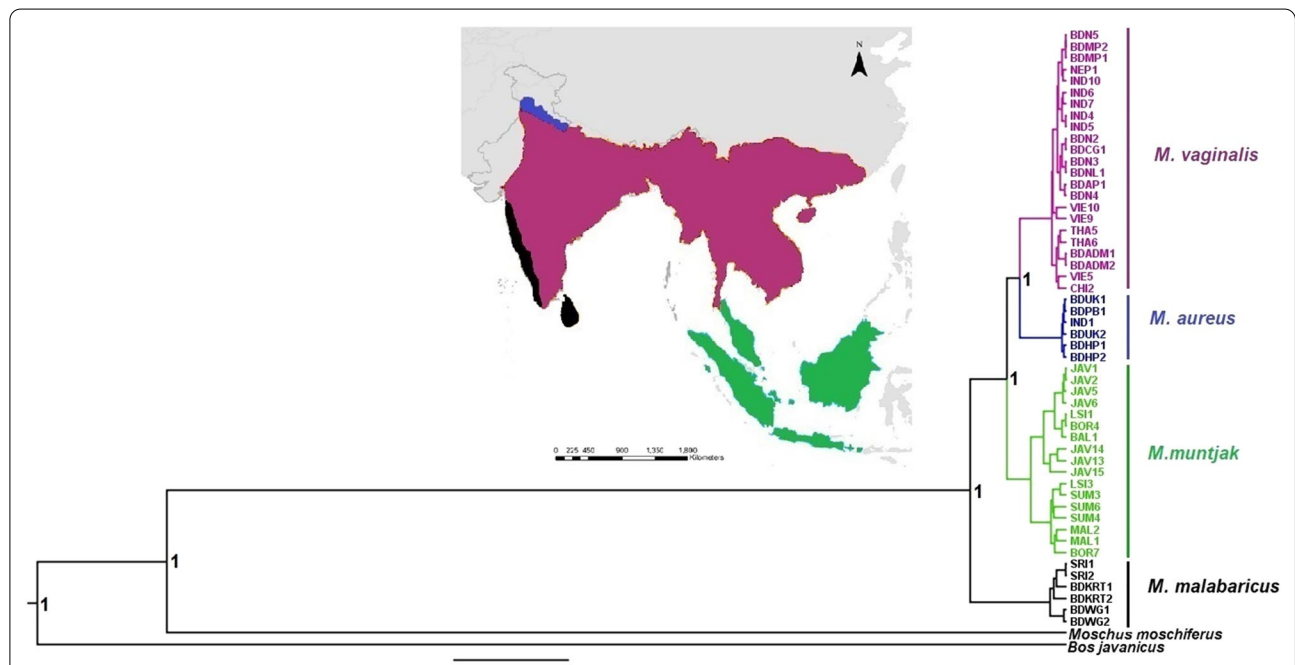 N
0 225 450 900 1,350 1,800
Kilometers
BDN5
BDMP2
BDMP1
NEP1
IND10
IND6
IND7
IND4
IND5
BDN2
BDCG1
BDN3
BDNL1
BDAP1
BDN4
VIE10
VIE9
THA5
THA6
BDADM1
BDADM2
VIE5
CHI2
M. vaginalis
BDUK1
BDPB1
IND1
BDUK2
BDHP1
BDHP2
M. aureus
JAV1
JAV2
JAV5
JAV6
LSI1
BOR4
BAL1
JAV14
JAV13
JAV15
LSI3
SUM3
SUM6
SUM4
MAL2
MAL1
BOR7
M.muntjak
SRI1
SRI2
BDKRT1
BDKRT2
BDWG1
BDWG2
M. malabaricus
Moschus moschiferus
Bos javanicus
1
1
1
1
1